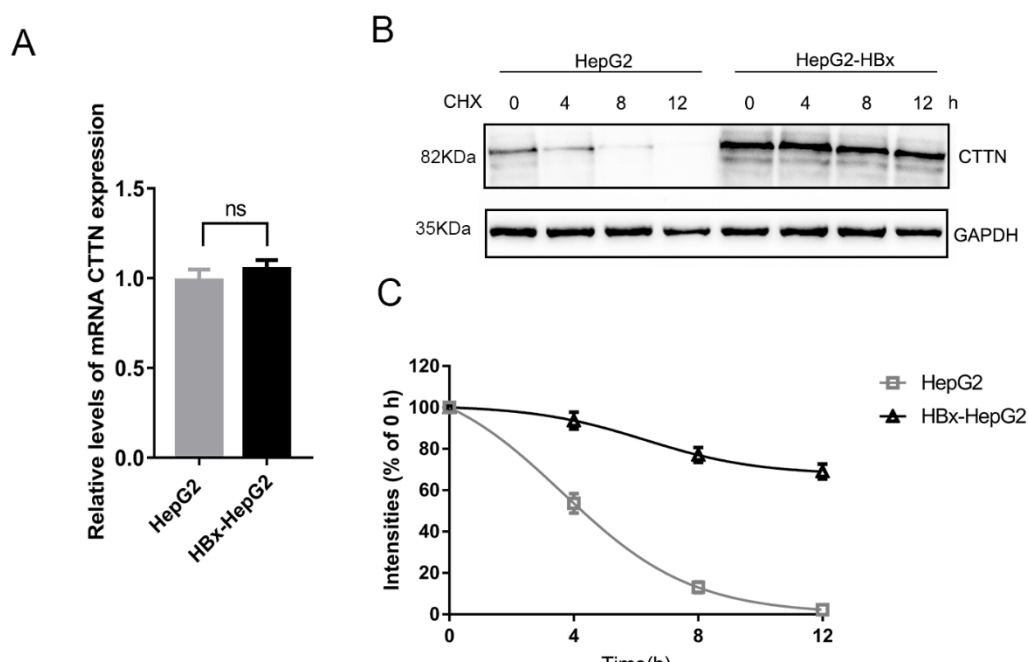 A
Relative levels of mRNA CTTN expression
1.5
1.0
0.5
0.0
ns
HepG2
HBx-HepG2
B
HepG2 HepG2-HBx
CHX 0 4 8 12 0 4 8 12 h
82KDa CTTN
35KDa GAPDH
C
Intensities (% of 0 h)
120
100
80
60
40
20
0
0 4 8 12
Time(h)
HepG2
HBx-HepG2